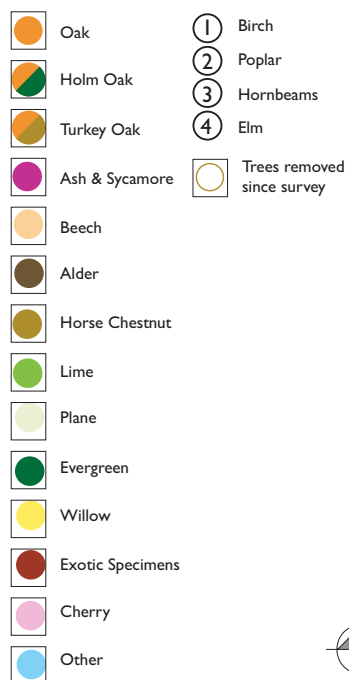 Oak
Holm Oak
Turkey Oak
Ash & Sycamore
Beech
Alder
Horse Chestnut
Lime
Plane
Evergreen
Willow
Exotic Specimens
Cherry
Other
1 Birch
2 Poplar
3 Hornbeams
4 Elm
Trees removed
since survey